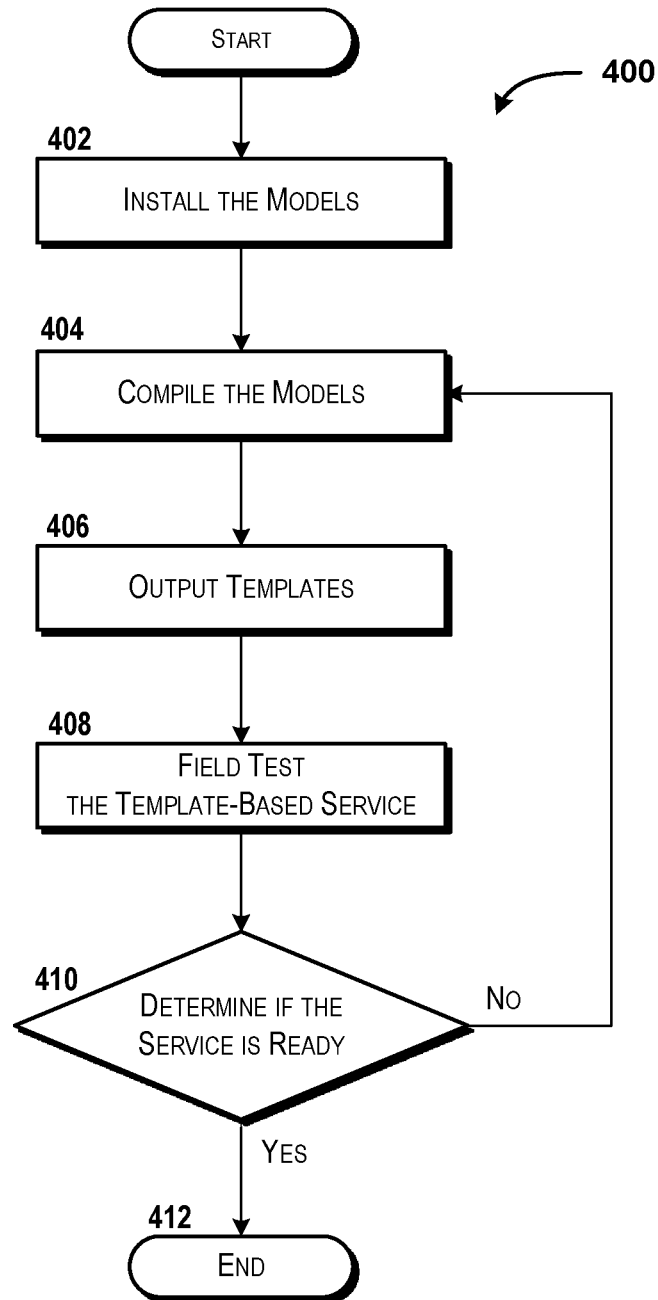 START
400
402
INSTALL THE MODELS
404
COMPILE THE MODELS
406
OUTPUT TEMPLATES
408
FIELD TEST
THE TEMPLATE-BASED SERVICE
410
DETERMINE IF THE
SERVICE IS READY
NO
YES
412
END